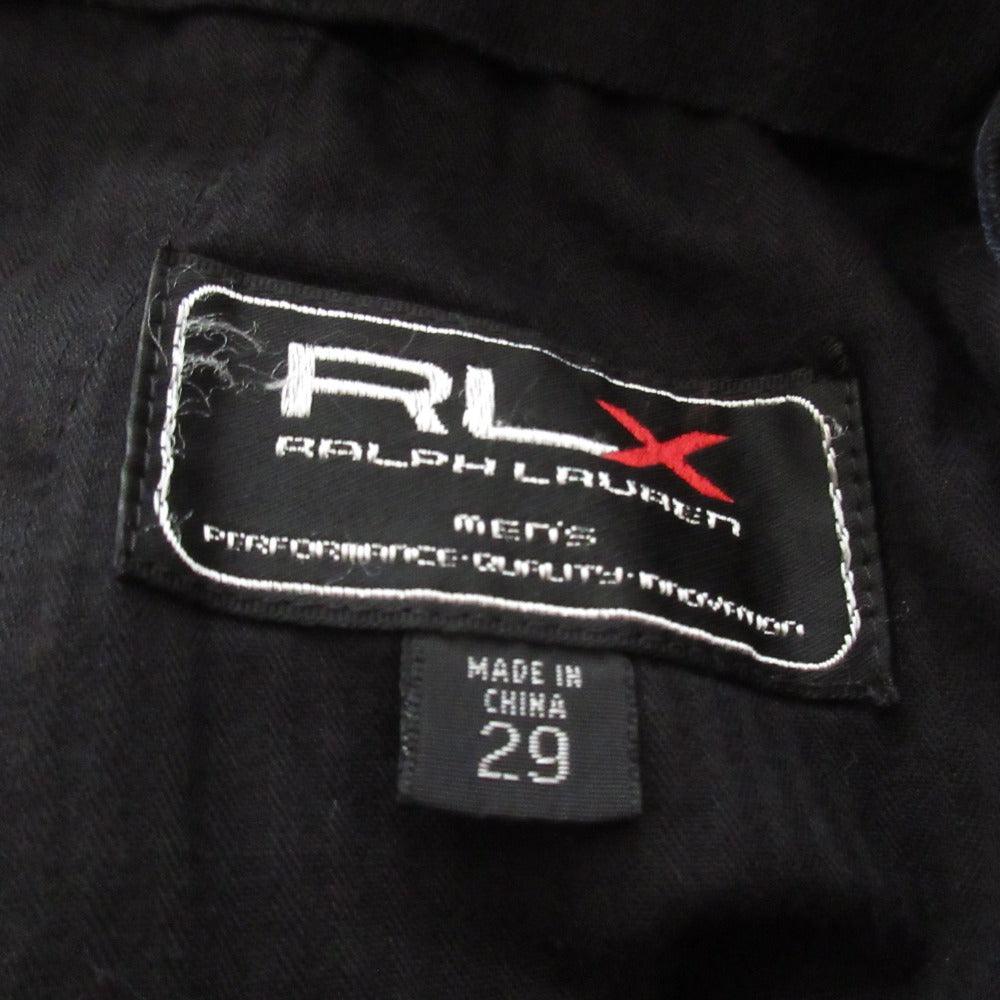 RLX
RALPH LAUREN
MEN'S
PERFORMANCE·QUALITY·INNOVATION
MADE IN
CHINA
29